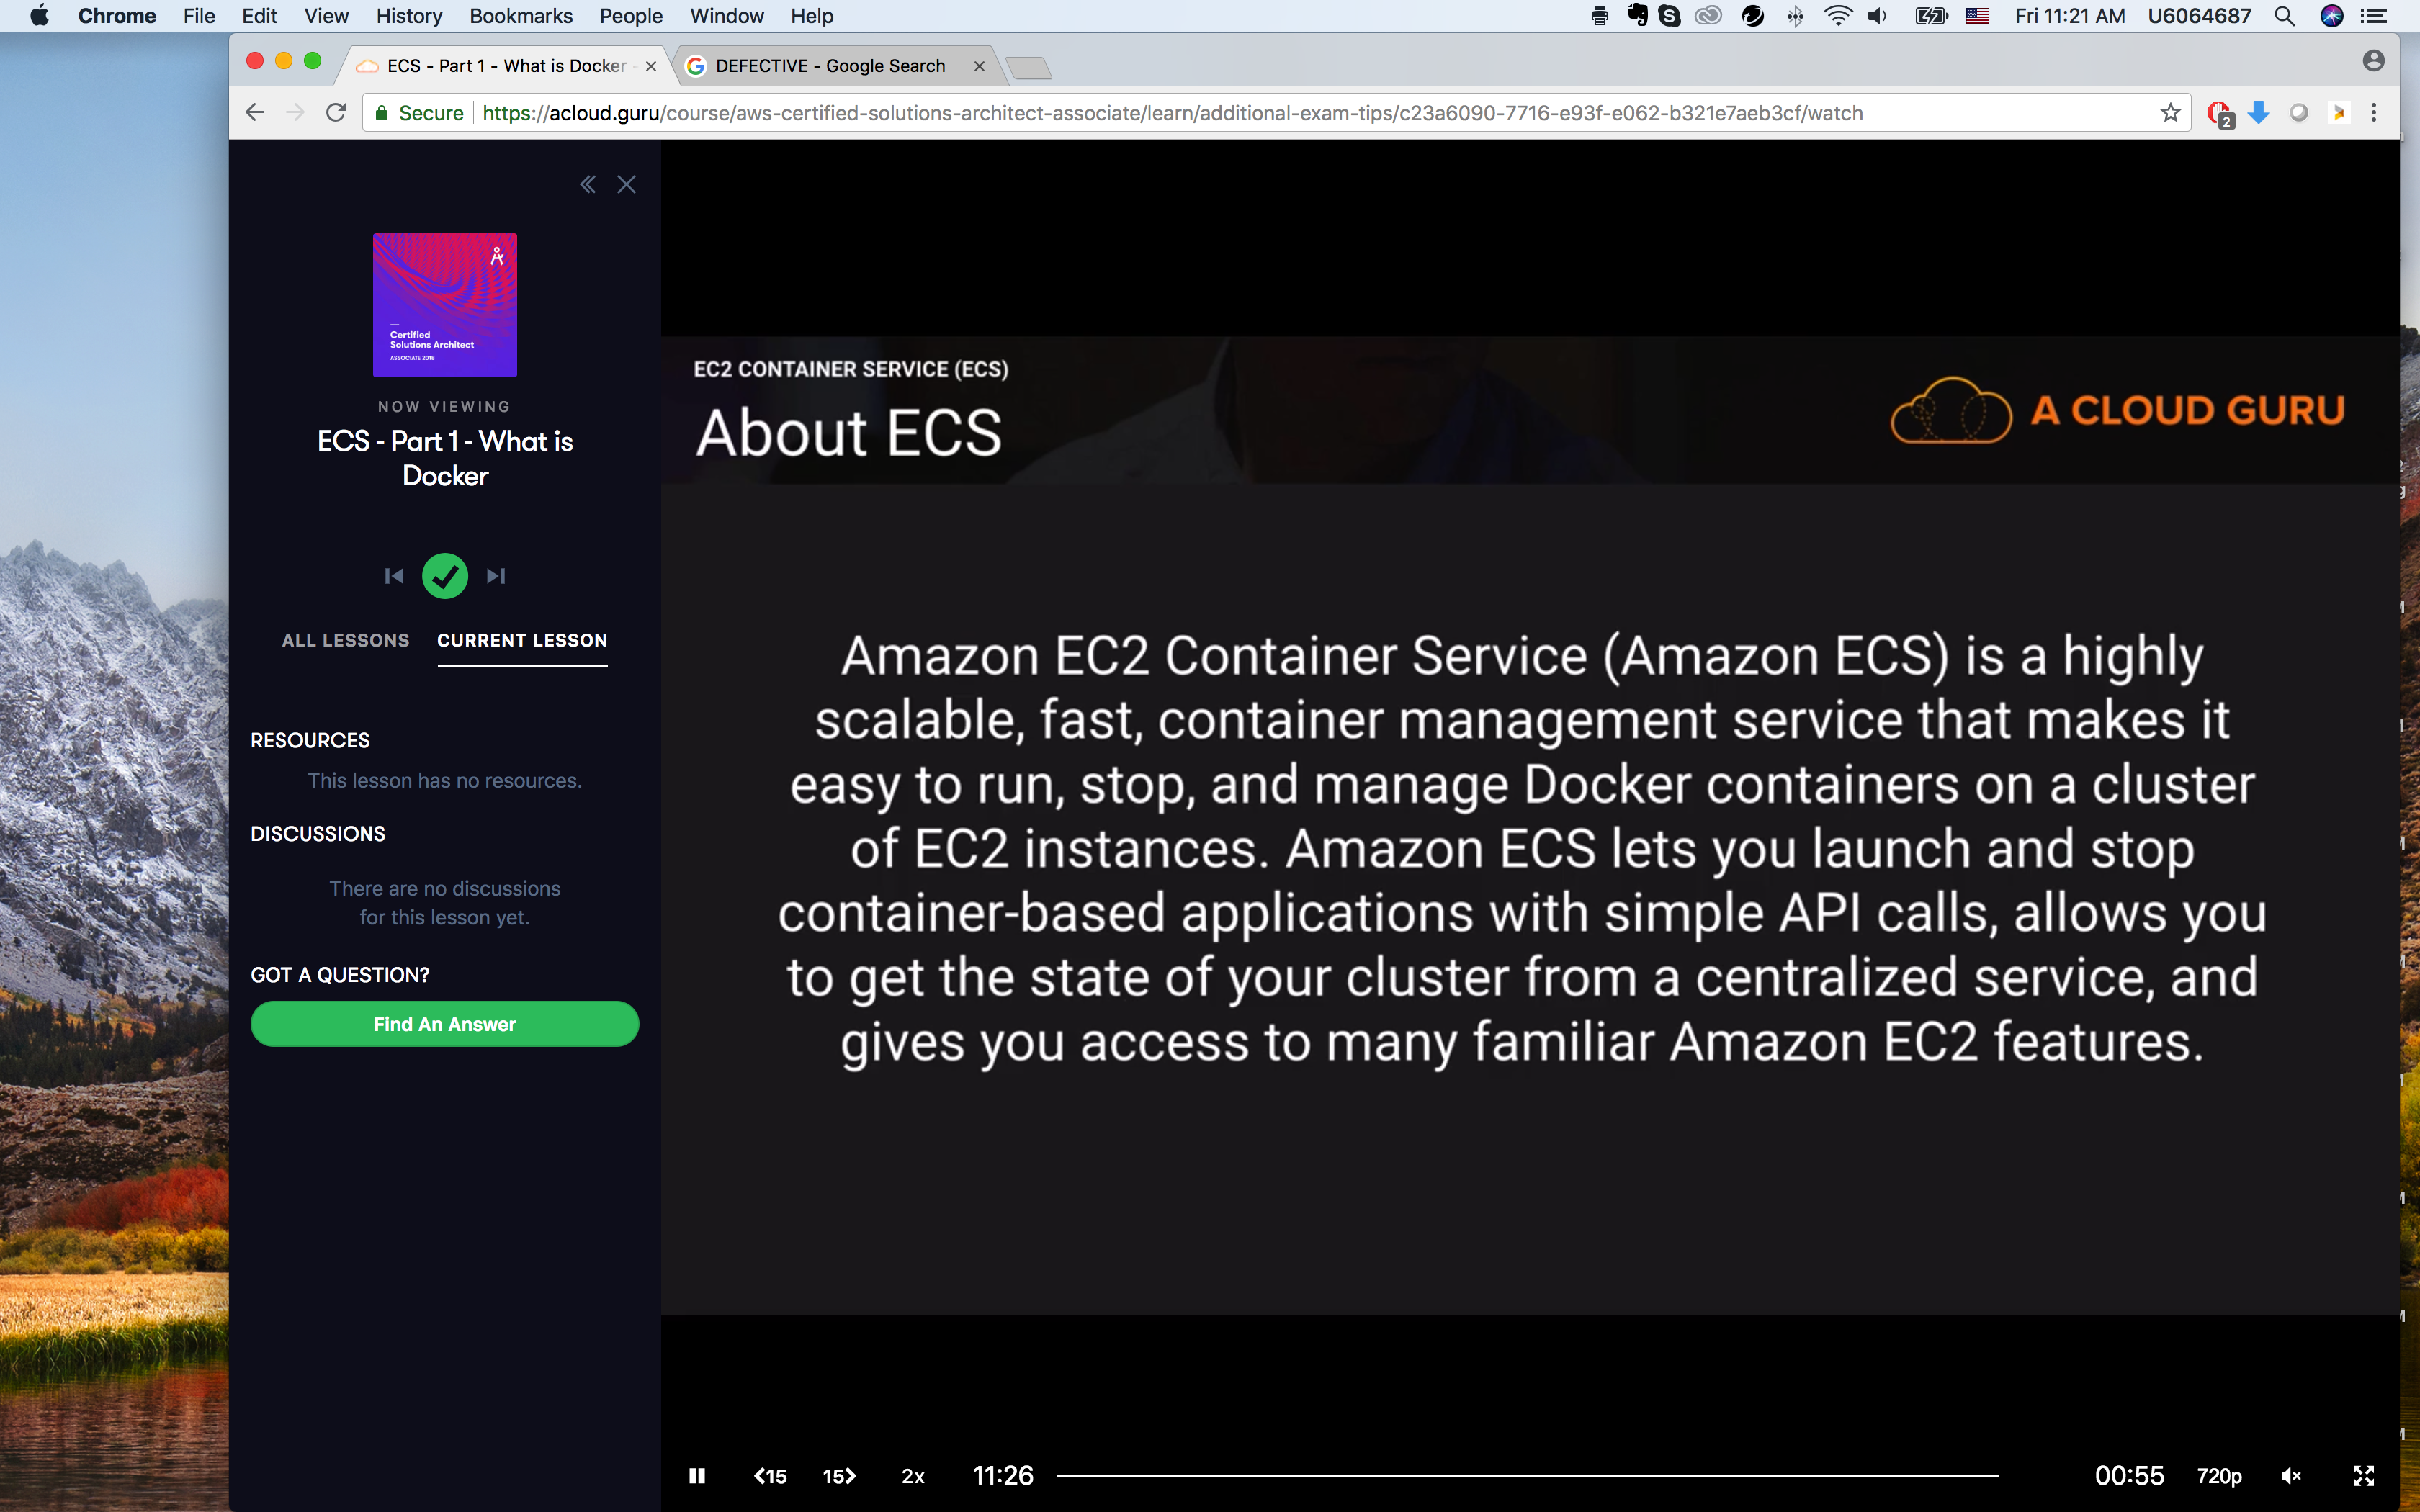 Chrome File Edit View History Bookmarks People Window Help Fri 11:21 AM U6064687
ECS - Part 1 - What is Docker - DEFECTIVE - Google Search
Secure https://acloud.guru/course/aws-certified-solutions-architect-associate/learn/additional-exam-tips/c23a6090-7716-e93f-e062-b321e7aeb3cf/watch
2
Certified
Solutions Architect
ASSOCIATE 2018
NOW VIEWING
ECS - Part 1 - What is
Docker
ALL LESSONS CURRENT LESSON
RESOURCES
This lesson has no resources.
DISCUSSIONS
There are no discussions
for this lesson yet.
GOT A QUESTION?
Find An Answer
EC2 CONTAINER SERVICE (ECS)
About ECS
A CLOUD GURU
Amazon EC2 Container Service (Amazon ECS) is a highly
scalable, fast, container management service that makes it
easy to run, stop, and manage Docker containers on a cluster
of EC2 instances. Amazon ECS lets you launch and stop
container-based applications with simple API calls, allows you
to get the state of your cluster from a centralized service, and
gives you access to many familiar Amazon EC2 features.
<15 15> 2x 11:26 00:55 720p